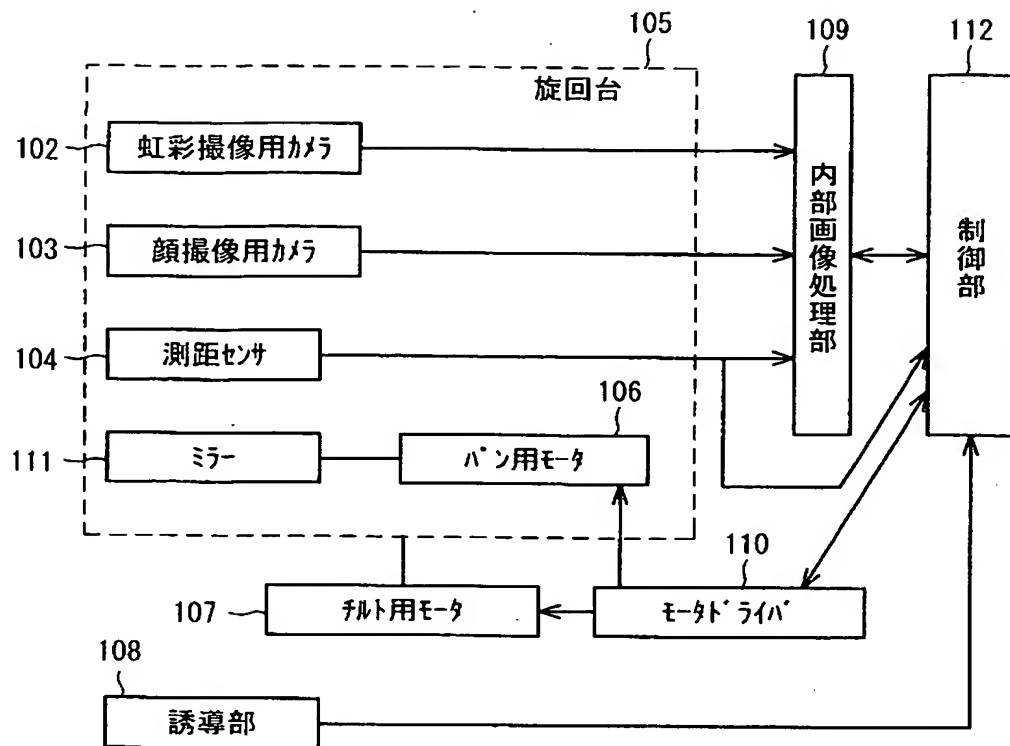 105
109
112
旋回台
102
虹彩撮像用ｶﾒﾗ
103
顔撮像用ｶﾒﾗ
内部画像処理部
制御部
104
測距ｾﾝｻ
106
111
ﾐﾗｰ
ﾊﾟﾝ用ﾓｰﾀ
110
107
ﾁﾙﾄ用ﾓｰﾀ
ﾓｰﾀﾄﾞﾗｲﾊﾞ
108
誘導部